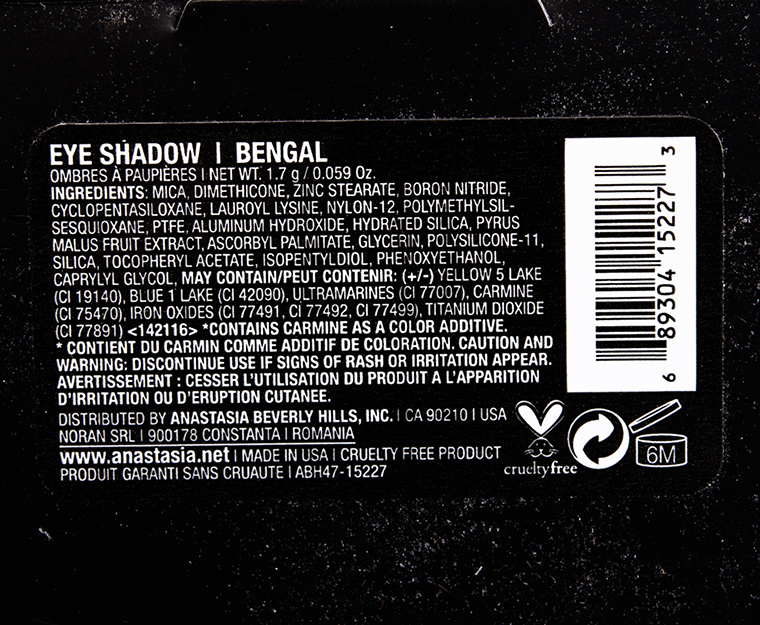 EYE SHADOW | BENGAL
OMBRES À PAUPIÈRES | NET WT. 1.7 g / 0.059 Oz.
INGREDIENTS: MICA, DIMETHICONE, ZINC STEARATE, BORON NITRIDE,
CYCLOPENTASILOXANE, LAUROYL LYSINE, NYLON-12, POLYMETHYLSIL-
SESQUIOXANE, PTFE, ALUMINUM HYDROXIDE, HYDRATED SILICA, PYRUS
MALUS FRUIT EXTRACT, ASCORBYL PALMITATE, GLYCERIN, POLYSILICONE-11,
SILICA, TOCOPHERYL ACETATE, ISOPENTYLDIOL, PHENOXYETHANOL,
CAPRYLYL GLYCOL, MAY CONTAIN/PEUT CONTENIR: (+/-) YELLOW 5 LAKE
(CI 19140), BLUE 1 LAKE (CI 42090), ULTRAMARINES (CI 77007), CARMINE
(CI 75470), IRON OXIDES (CI 77491, CI 77492, CI 77499), TITANIUM DIOXIDE
(CI 77891) <142116> *CONTAINS CARMINE AS A COLOR ADDITIVE.
* CONTIENT DU CARMIN COMME ADDITIF DE COLORATION. CAUTION AND
WARNING: DISCONTINUE USE IF SIGNS OF RASH OR IRRITATION APPEAR.
AVERTISSEMENT : CESSER L'UTILISATION DU PRODUIT A L'APPARITION
D'IRRITATION OU D'ERUPTION CUTANEE.
DISTRIBUTED BY ANASTASIA BEVERLY HILLS, INC. | CA 90210 | USA
NORAN SRL | 900178 CONSTANTA | ROMANIA
www.anastasia.net | MADE IN USA | CRUELTY FREE PRODUCT
PRODUIT GARANTI SANS CRUAUTE | ABH47-15227
6 89304 15227 3
crueltyfree
6M